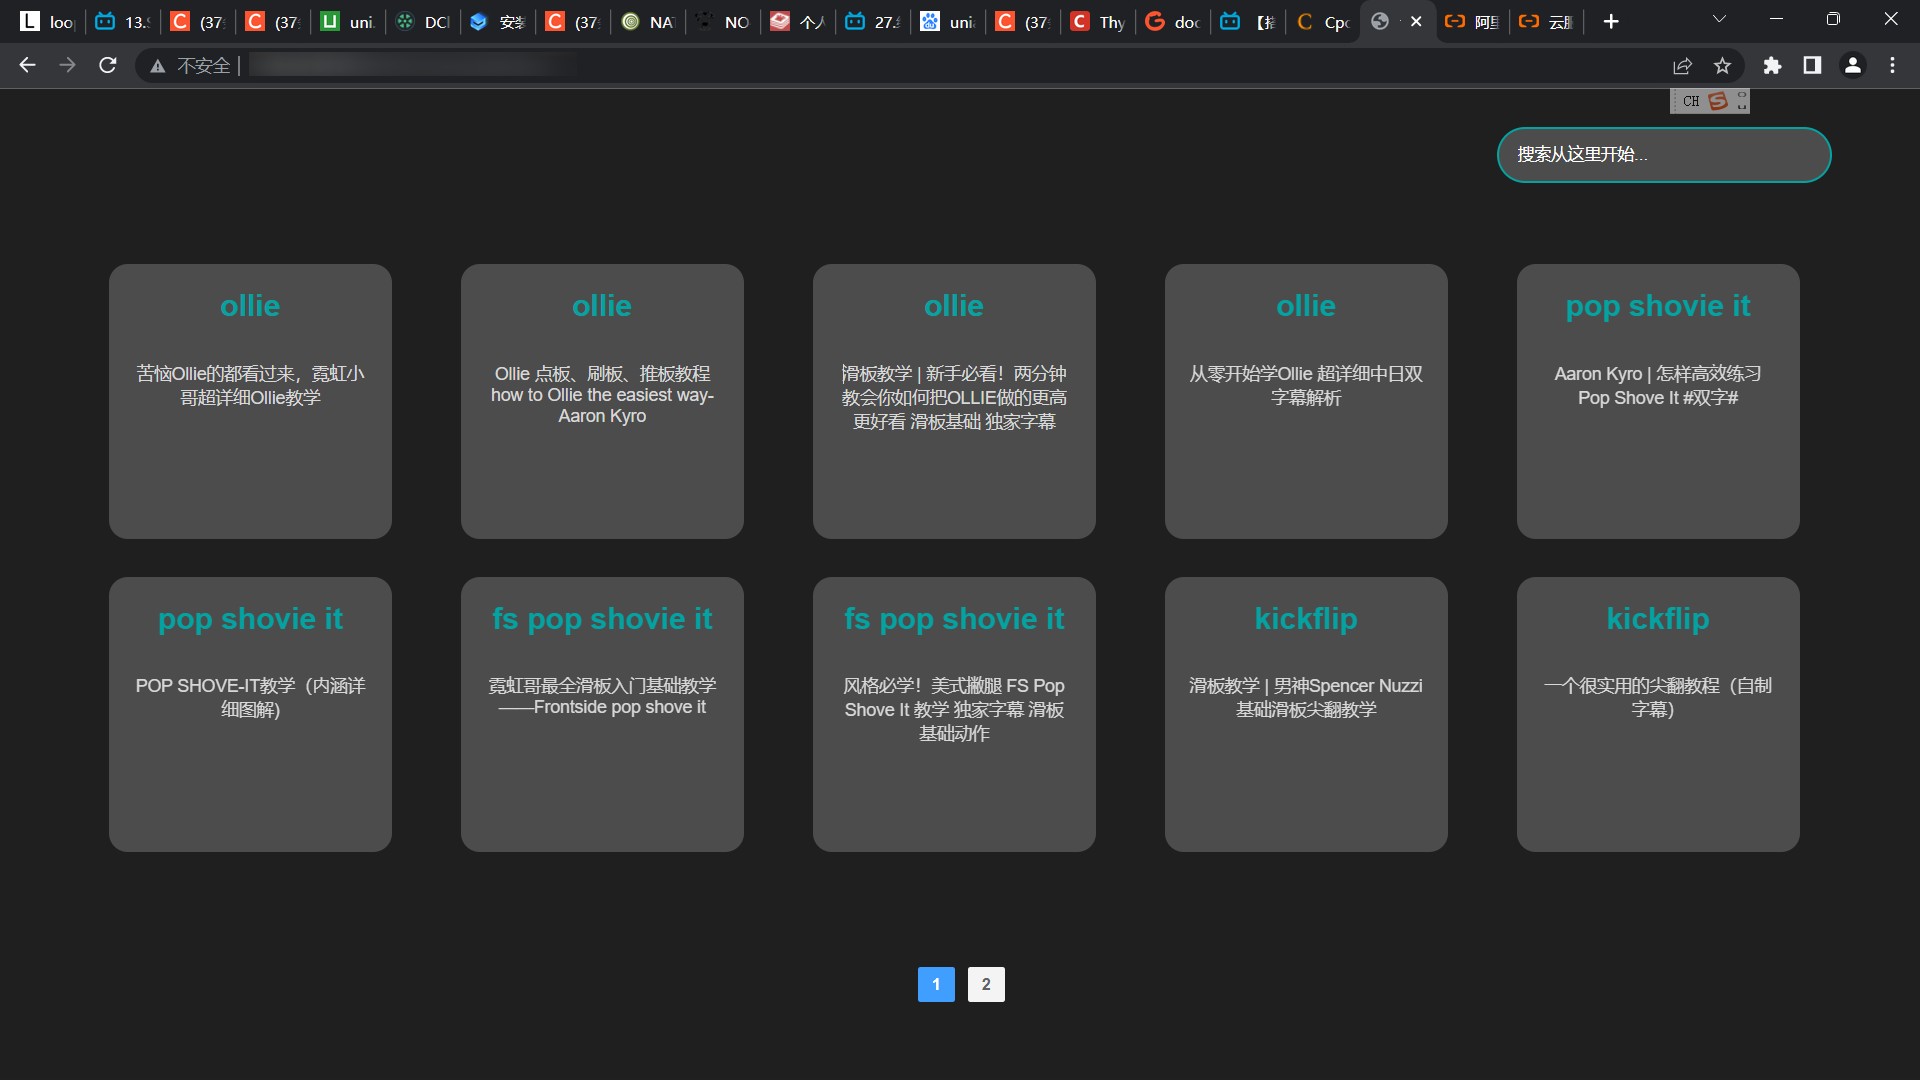 loo
13.
(37
(37
uni.
DC
安装
(37
NA
NO
个人
27.
uni
(37
Thy
doc
Cpc
阿里
云服
不安全
CH
搜索从这里开始...
ollie
苦恼Ollie的都看过来，霓虹小
哥超详细Ollie教学
ollie
Ollie 点板、刷板、推板教程
how to Ollie the easiest way-
Aaron Kyro
ollie
滑板教学 | 新手必看！两分钟
教会你如何把OLLIE做的更高
更好看 滑板基础 独家字幕
ollie
从零开始学Ollie 超详细中日双
字幕解析
pop shovie it
Aaron Kyro | 怎样高效练习
Pop Shove It #双字#
pop shovie it
POP SHOVE-IT教学（内涵详
细图解)
fs pop shovie it
霓虹哥最全滑板入门基础教学
——Frontside pop shove it
fs pop shovie it
风格必学！美式撇腿 FS Pop
Shove It 教学 独家字幕 滑板
基础动作
kickflip
滑板教学 | 男神Spencer Nuzzi
基础滑板尖翻教学
kickflip
一个很实用的尖翻教程（自制
字幕）
1
2